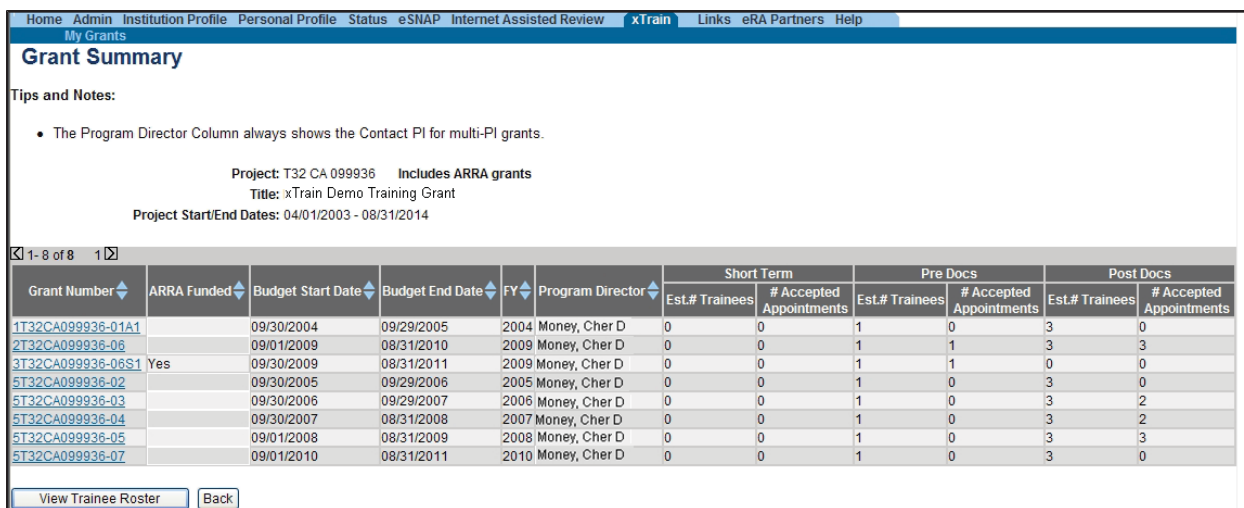 Home Admin Institution Profile Personal Profile Status eSNAP Internet Assisted Review xTrain Links eRA Partners Help
My Grants
Grant Summary
Tips and Notes:
• The Program Director Column always shows the Contact PI for multi-PI grants.
Project: T32 CA 099936 Includes ARRA grants
Title: xTrain Demo Training Grant
Project Start/End Dates: 04/01/2003 - 08/31/2014
1- 8 of 8 1
Short Term Pre Docs Post Docs
Grant Number ARRA Funded Budget Start Date Budget End Date FY Program Director Est.# Trainees # Accepted Appointments Est.# Trainees # Accepted Appointments Est.# Trainees # Accepted Appointments
1T32CA099936-01A1 09/30/2004 09/29/2005 2004 Money, Cher D 0 0 1 0 3 0
2T32CA099936-06 09/01/2009 08/31/2010 2009 Money, Cher D 0 0 1 1 3 3
3T32CA099936-06S1 Yes 09/30/2009 08/31/2011 2009 Money, Cher D 0 0 1 1 0 0
5T32CA099936-02 09/30/2005 09/29/2006 2005 Money, Cher D 0 0 1 0 3 0
5T32CA099936-03 09/30/2006 09/29/2007 2006 Money, Cher D 0 0 1 0 3 2
5T32CA099936-04 09/30/2007 08/31/2008 2007 Money, Cher D 0 0 1 0 3 2
5T32CA099936-05 09/01/2008 08/31/2009 2008 Money, Cher D 0 0 1 0 3 3
5T32CA099936-07 09/01/2010 08/31/2011 2010 Money, Cher D 0 0 1 0 3 0
View Trainee Roster Back